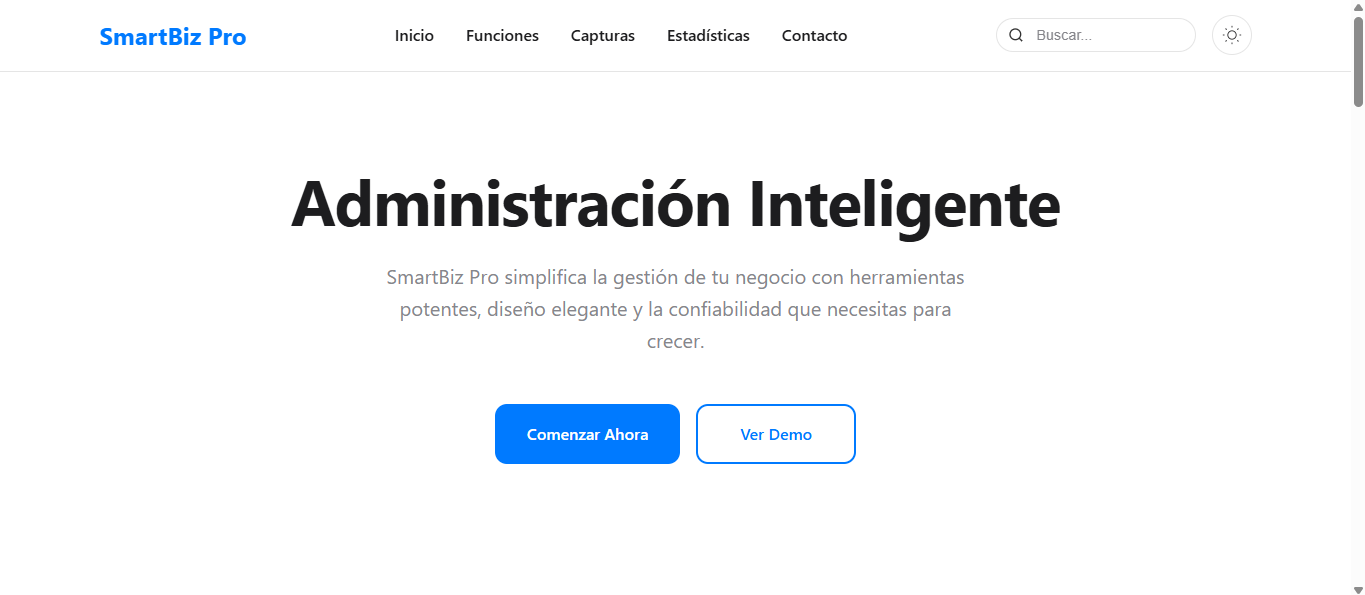 SmartBiz Pro
Inicio
Funciones
Capturas
Estadísticas
Contacto
Buscar...
Administración Inteligente
SmartBiz Pro simplifica la gestión de tu negocio con herramientas
potentes, diseño elegante y la confiabilidad que necesitas para
crecer.
Comenzar Ahora
Ver Demo